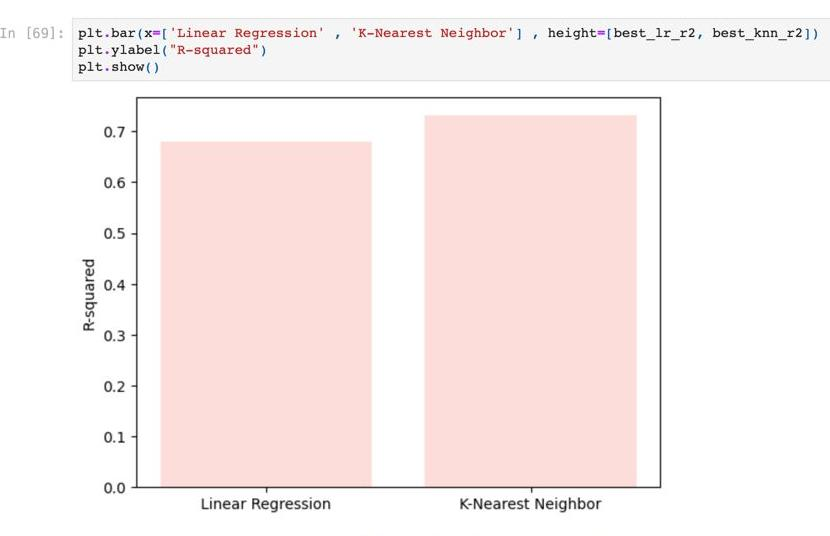 In [69]:
plt.bar(x=['Linear Regression' , 'K-Nearest Neighbor'] , height=[best_lr_r2, best_knn_r2])
plt.ylabel("R-squared")
plt.show()
0.7
0.6
0.5
0.4
0.3
0.2
0.1
0.0
R-squared
Linear Regression
K-Nearest Neighbor